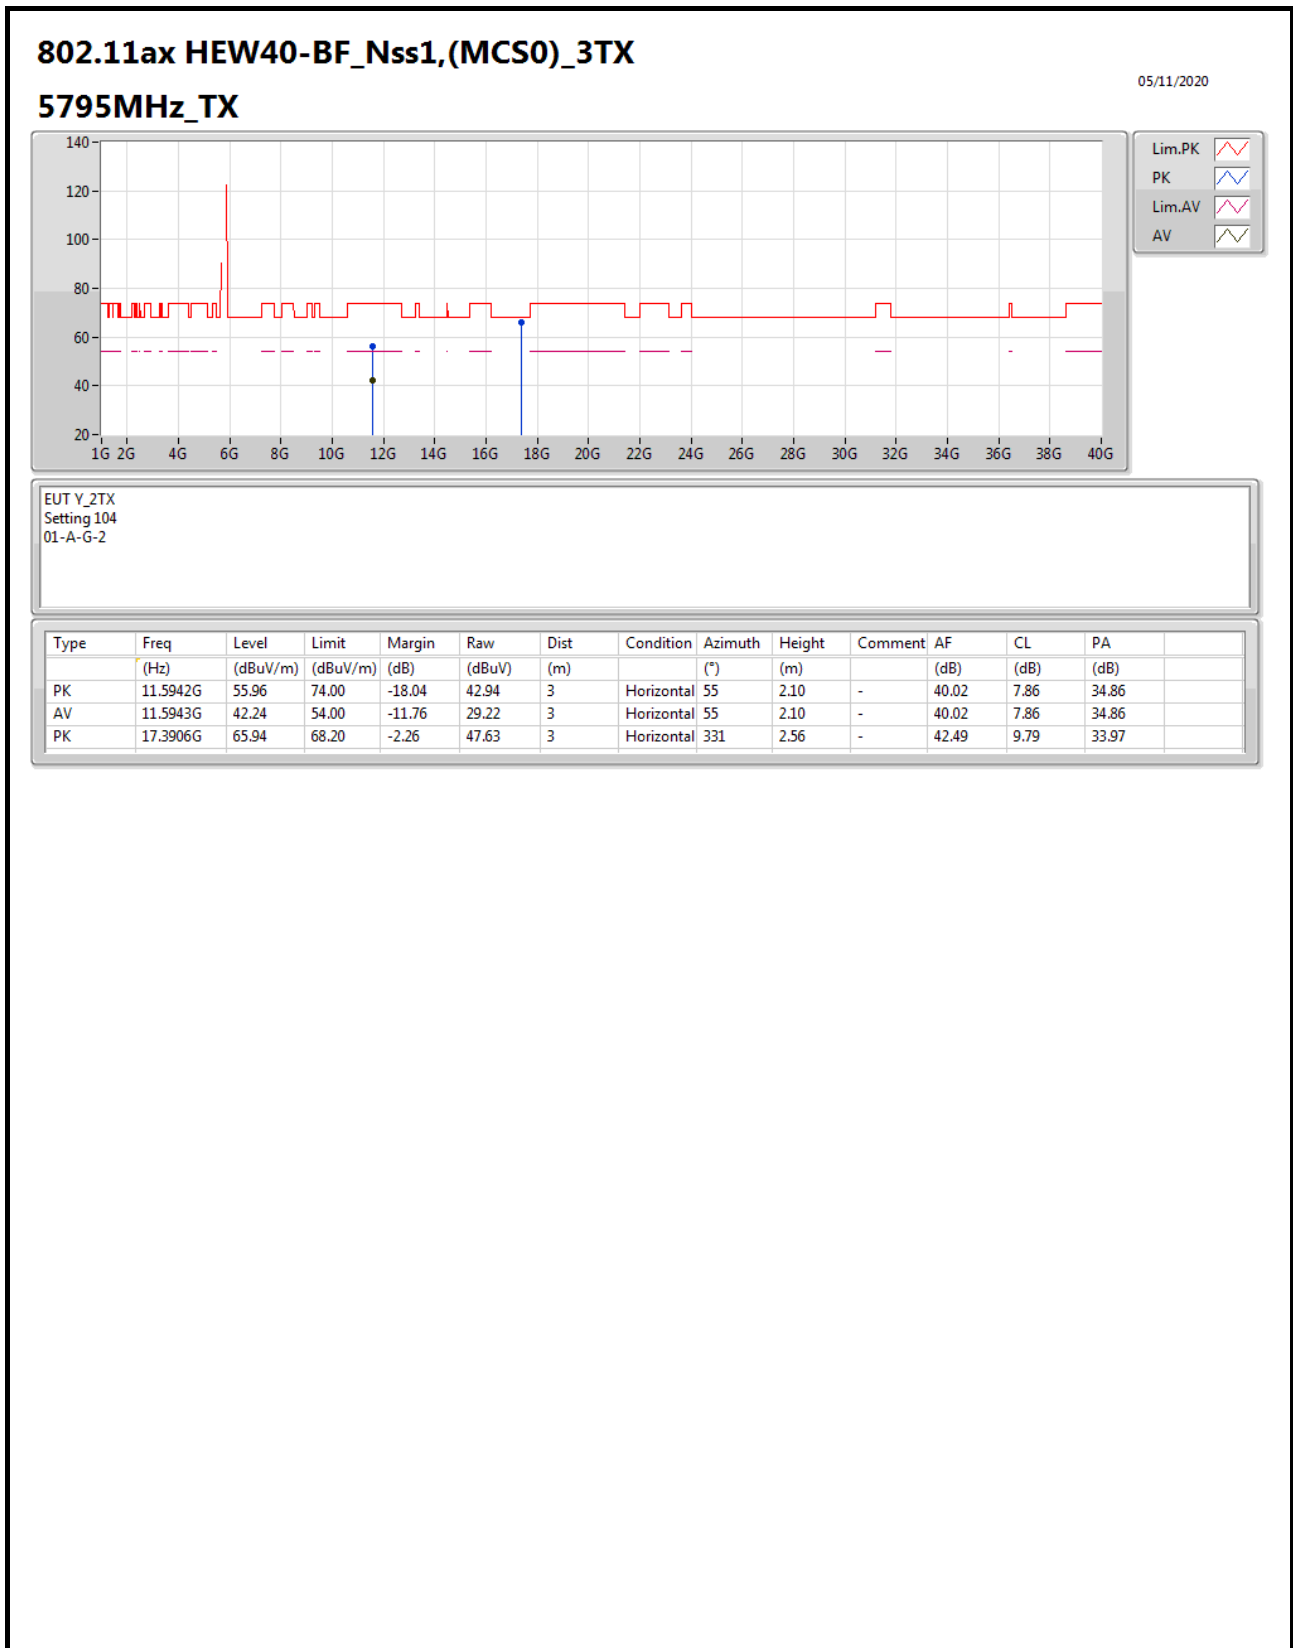 802.11ax HEW40-BF_Nss1,(MCS0)_3TX
05/11/2020
5795MHz_TX
140
120
100
80
60
40
20
1G 2G 4G 6G 8G 10G 12G 14G 16G 18G 20G 22G 24G 26G 28G 30G 32G 34G 36G 38G 40G
Lim.PK
PK
Lim.AV
AV
EUT Y_2TX
Setting 104
01-A-G-2
Type Freq Level Limit Margin Raw Dist Condition Azimuth Height Comment AF CL PA
(Hz) (dBuV/m) (dBuV/m) (dB) (dBuV) (m) (°) (m) (dB) (dB) (dB)
PK 11.5942G 55.96 74.00 -18.04 42.94 3 Horizontal 55 2.10 - 40.02 7.86 34.86
AV 11.5943G 42.24 54.00 -11.76 29.22 3 Horizontal 55 2.10 - 40.02 7.86 34.86
PK 17.3906G 65.94 68.20 -2.26 47.63 3 Horizontal 331 2.56 - 42.49 9.79 33.97